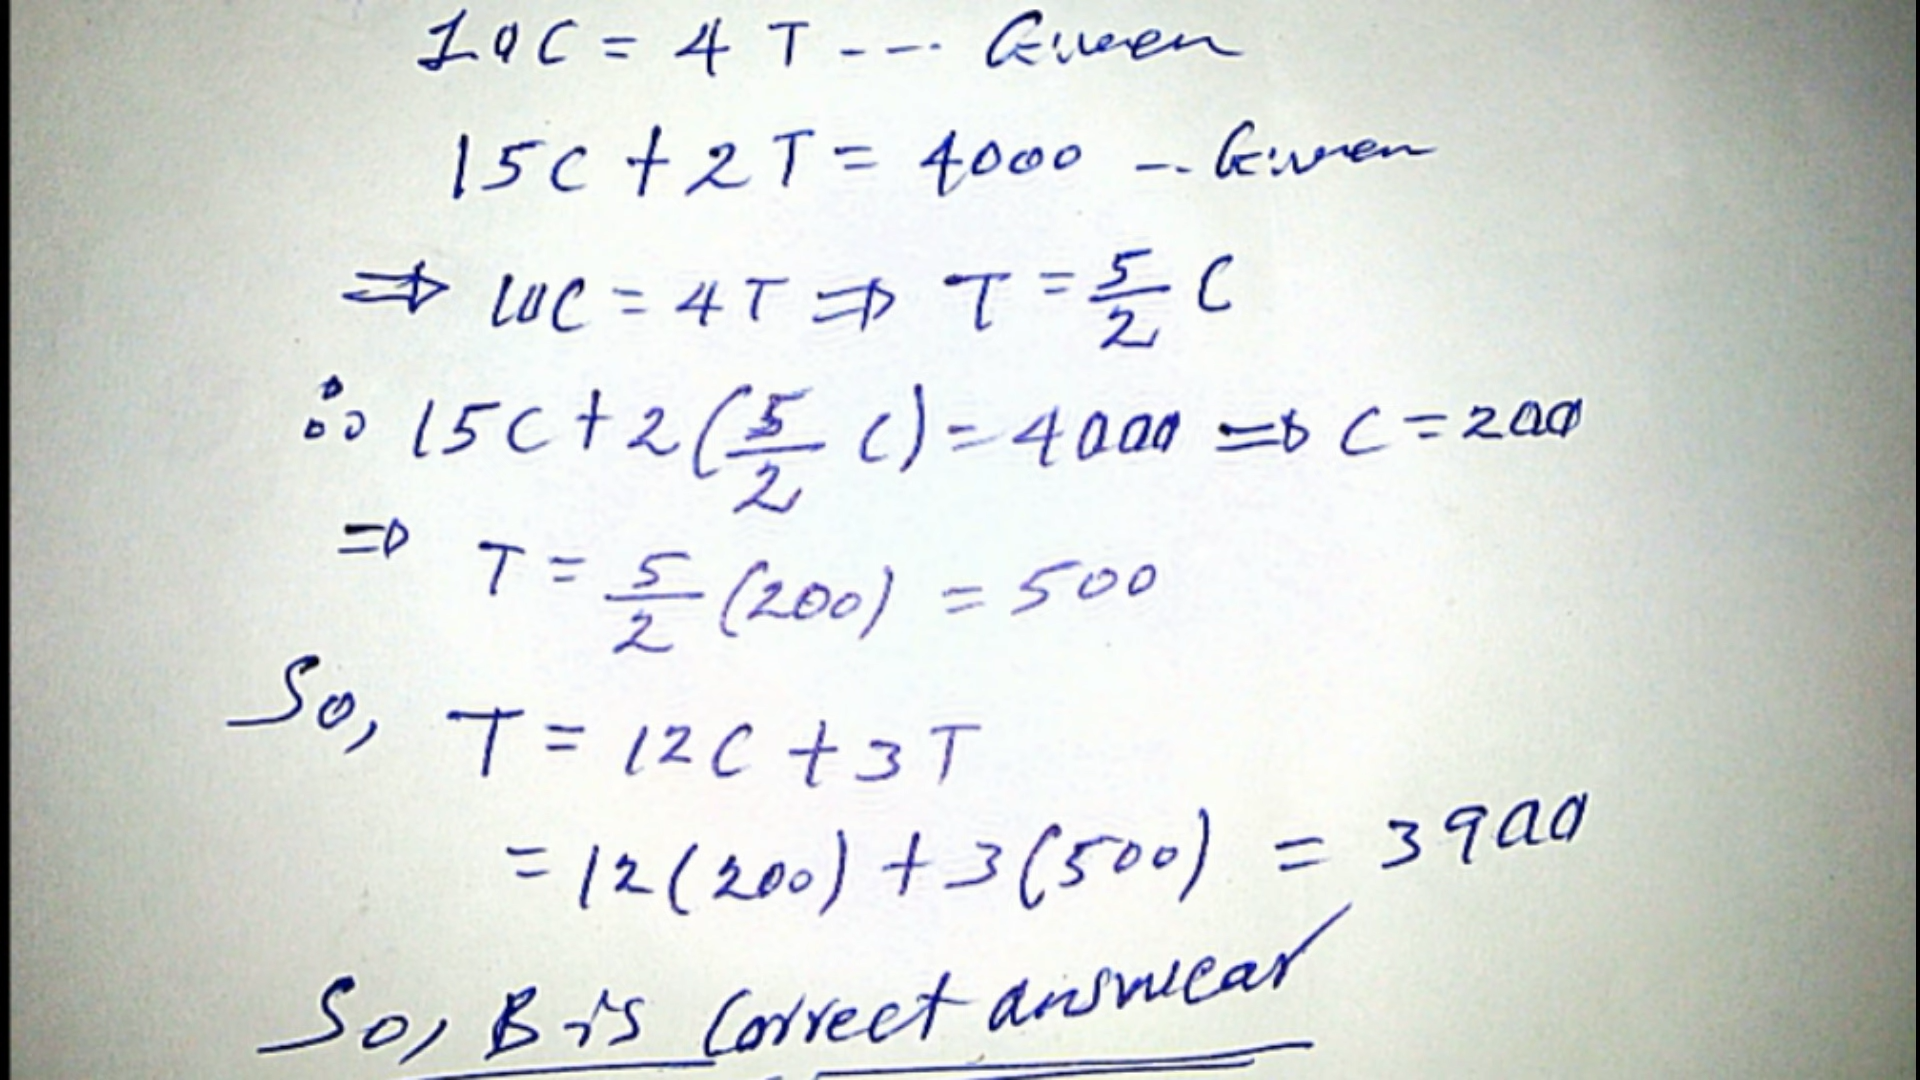 10C = 4T --- Given
15C + 2T = 4000 -- Given
⇒ 10C = 4T ⇒ T = 5/2 C
∴ 15C + 2(5/2 C) = 4000 ⇒ C = 200
⇒ T = 5/2 (200) = 500
So, T = 12C + 3T
= 12(200) + 3(500) = 3900
So, B is Correct answear